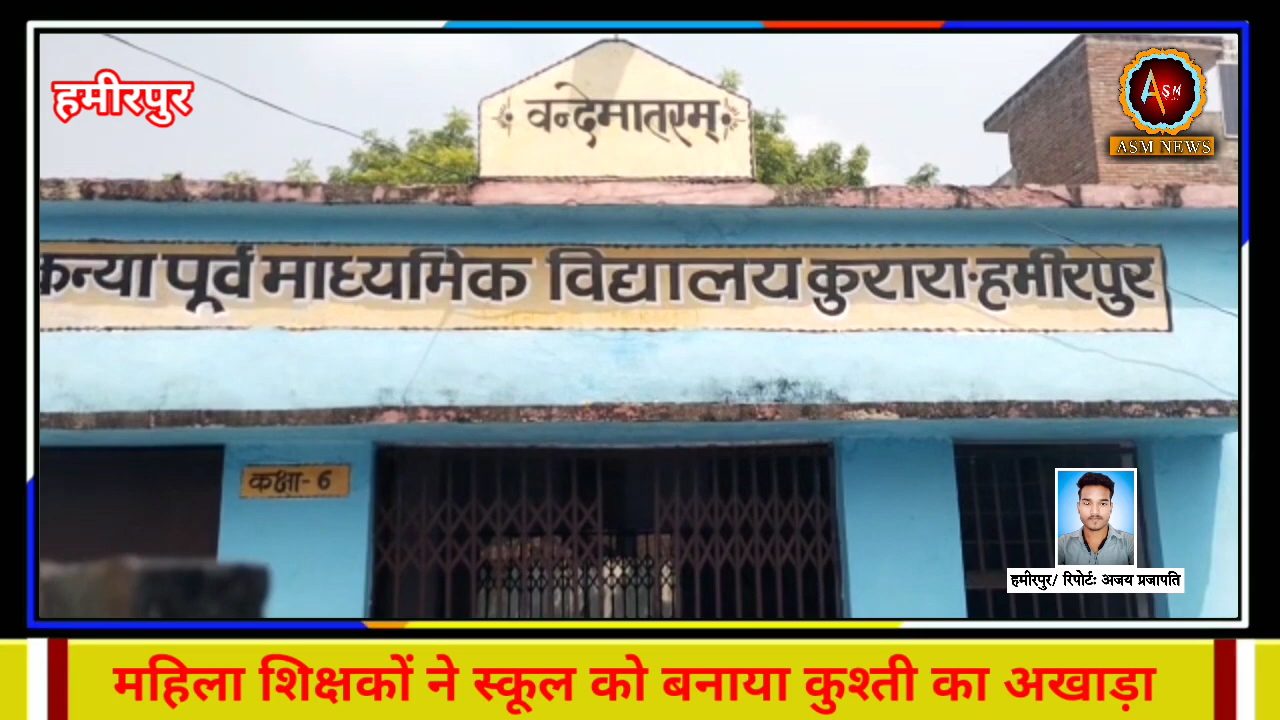 हमीरपुर
वन्देमातरम्
ASM
ASM NEWS
कन्या पूर्व माध्यमिक विद्यालय कुरारा-हमीरपुर
कक्षा- 6
हमीरपुर/ रिपोर्टः अजय प्रजापति
महिला शिक्षकों ने स्कूल को बनाया कुश्ती का अखाड़ा